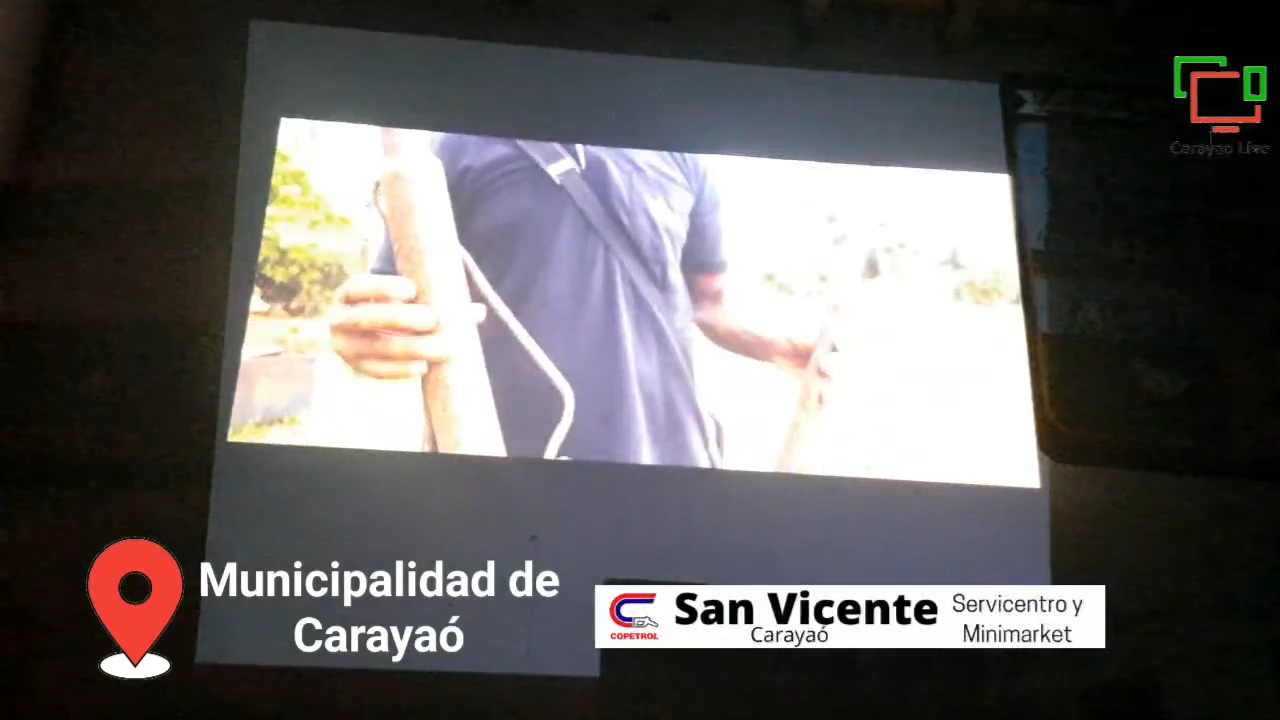 Carayao Live
Municipalidad de
Carayaó
COPETROL
San Vicente
Carayaó
Servicentro y
Minimarket